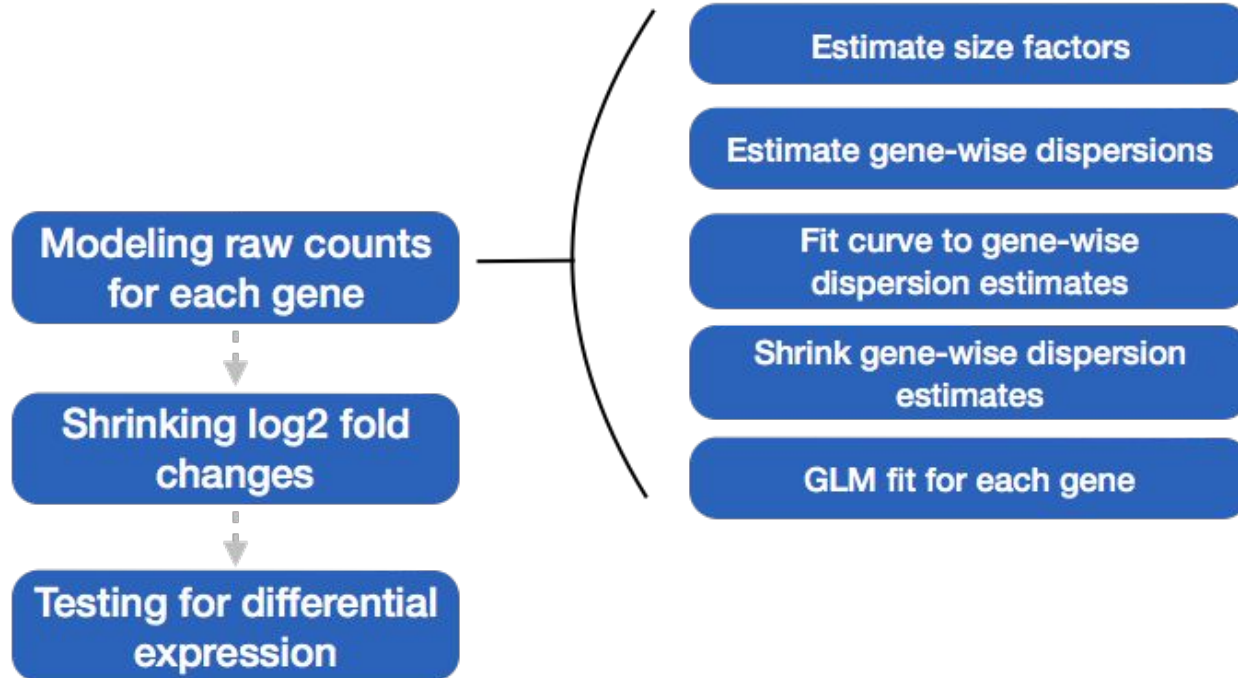 Modeling raw counts
for each gene
Shrinking log2 fold
changes
Testing for differential
expression
Estimate size factors
Estimate gene-wise dispersions
Fit curve to gene-wise
dispersion estimates
Shrink gene-wise dispersion
estimates
GLM fit for each gene